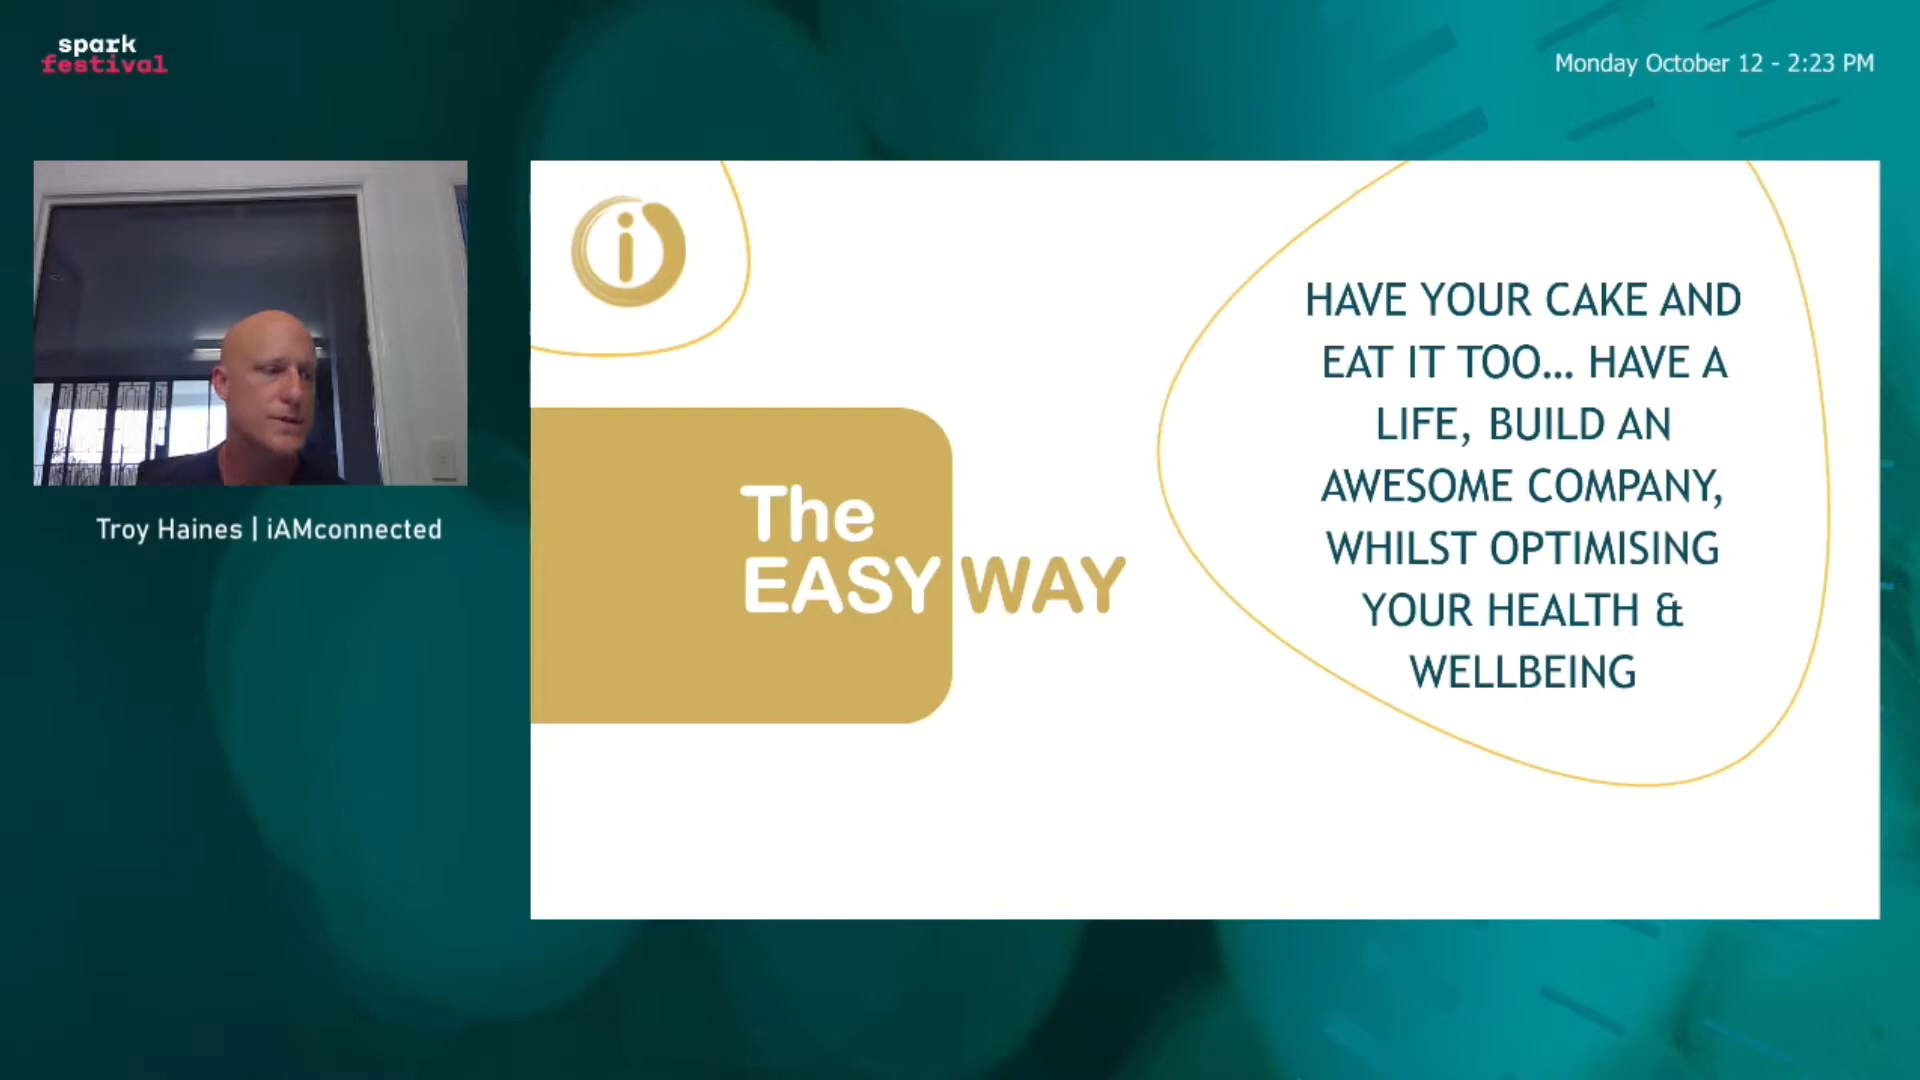 spark
festival
Monday October 12 - 2:23 PM
Troy Haines | iAMconnected
i
The
EASY WAY
HAVE YOUR CAKE AND
EAT IT TOO... HAVE A
LIFE, BUILD AN
AWESOME COMPANY,
WHILST OPTIMISING
YOUR HEALTH &
WELLBEING